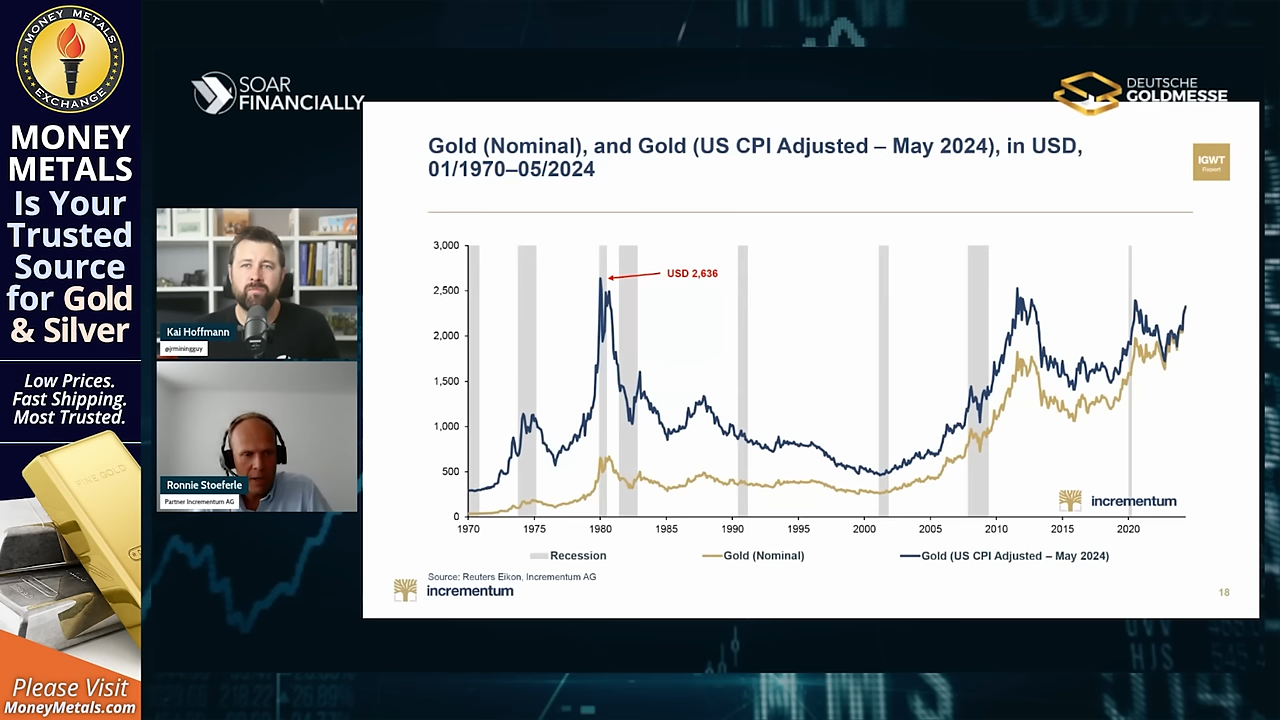 MONEY METALS
EXCHANGE
MONEY
METALS
Is Your
Trusted
Source
for Gold
& Silver
Low Prices.
Fast Shipping.
Most Trusted.
FINE GOLD
Please Visit
MoneyMetals.com
SOAR
FINANCIALLY
DEUTSCHE
GOLDMESSE
Kai Hoffmann
@jrminingguy
Ronnie Stoeferle
Partner Incrementum AG
Gold (Nominal), and Gold (US CPI Adjusted – May 2024), in USD,
01/1970–05/2024
IGWT
Report
3,000
2,500
2,000
1,500
1,000
500
0
USD 2,636
incrementum
1970 1975 1980 1985 1990 1995 2000 2005 2010 2015 2020
Recession Gold (Nominal) Gold (US CPI Adjusted – May 2024)
Source: Reuters Eikon, Incrementum AG
incrementum
18